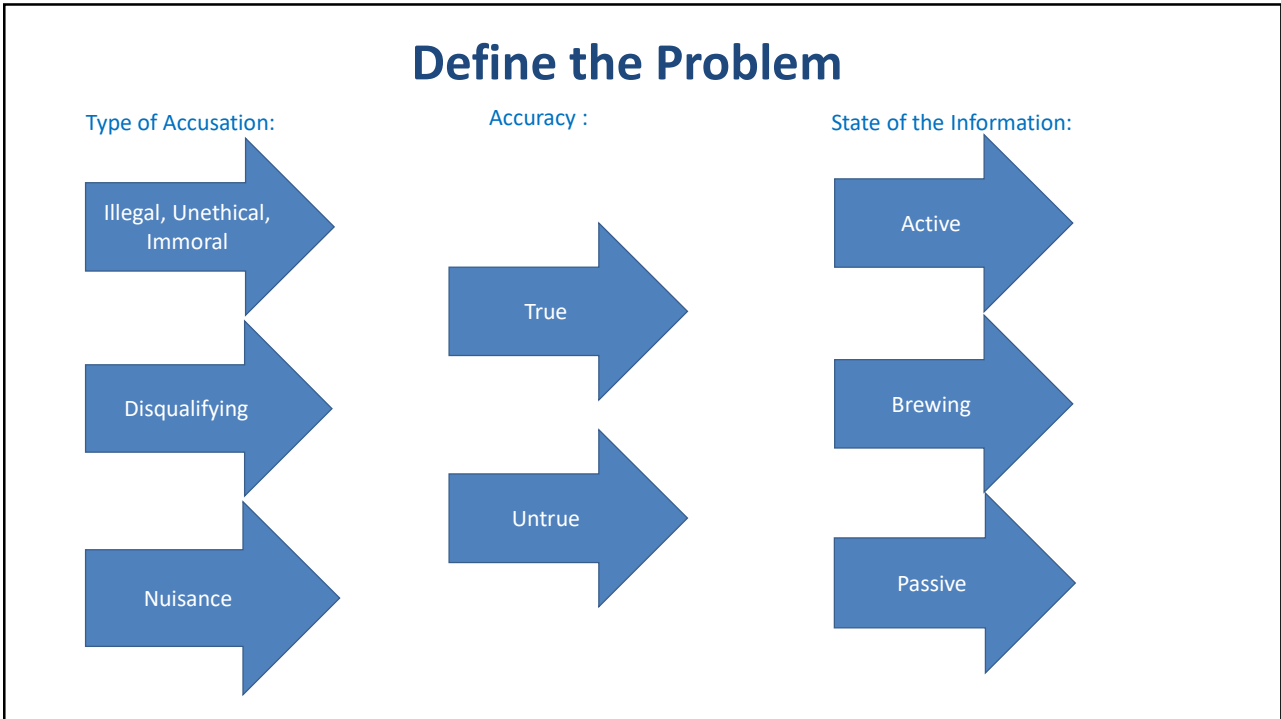 Define the Problem
Type of Accusation:
Illegal, Unethical,
Immoral
Disqualifying
Nuisance
Accuracy :
True
Untrue
State of the Information:
Active
Brewing
Passive